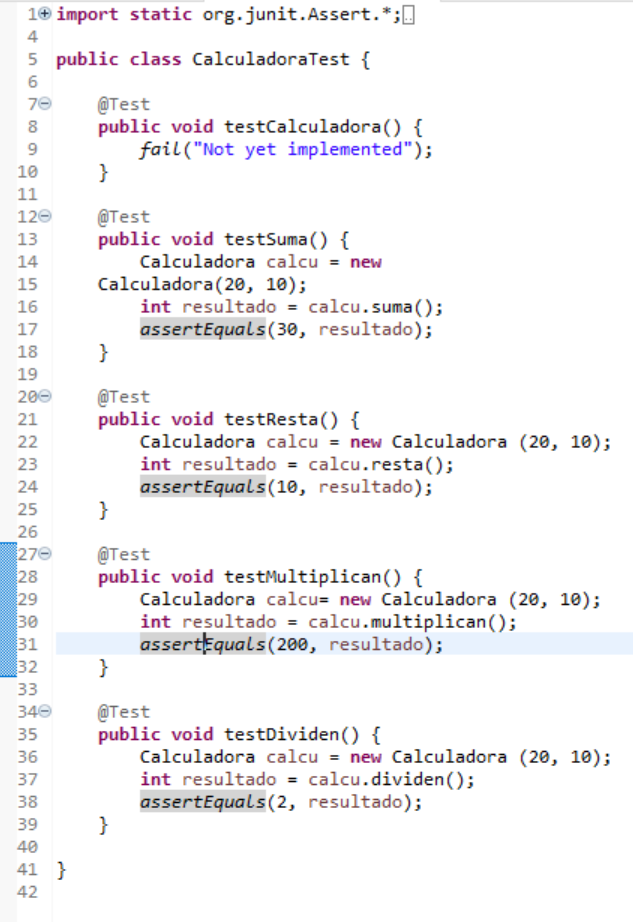 1 import static org.junit.Assert.*;
4
5 public class CalculadoraTest {
6
7     @Test
8     public void testCalculadora() {
9         fail("Not yet implemented");
10     }
11
12     @Test
13     public void testSuma() {
14         Calculadora calcu = new
15     Calculadora(20, 10);
16         int resultado = calcu.suma();
17         assertEquals(30, resultado);
18     }
19
20     @Test
21     public void testResta() {
22         Calculadora calcu = new Calculadora (20, 10);
23         int resultado = calcu.resta();
24         assertEquals(10, resultado);
25     }
26
27     @Test
28     public void testMultiplican() {
29         Calculadora calcu= new Calculadora (20, 10);
30         int resultado = calcu.multiplican();
31         assertEquals(200, resultado);
32     }
33
34     @Test
35     public void testDividen() {
36         Calculadora calcu = new Calculadora (20, 10);
37         int resultado = calcu.dividen();
38         assertEquals(2, resultado);
39     }
40
41 }
42